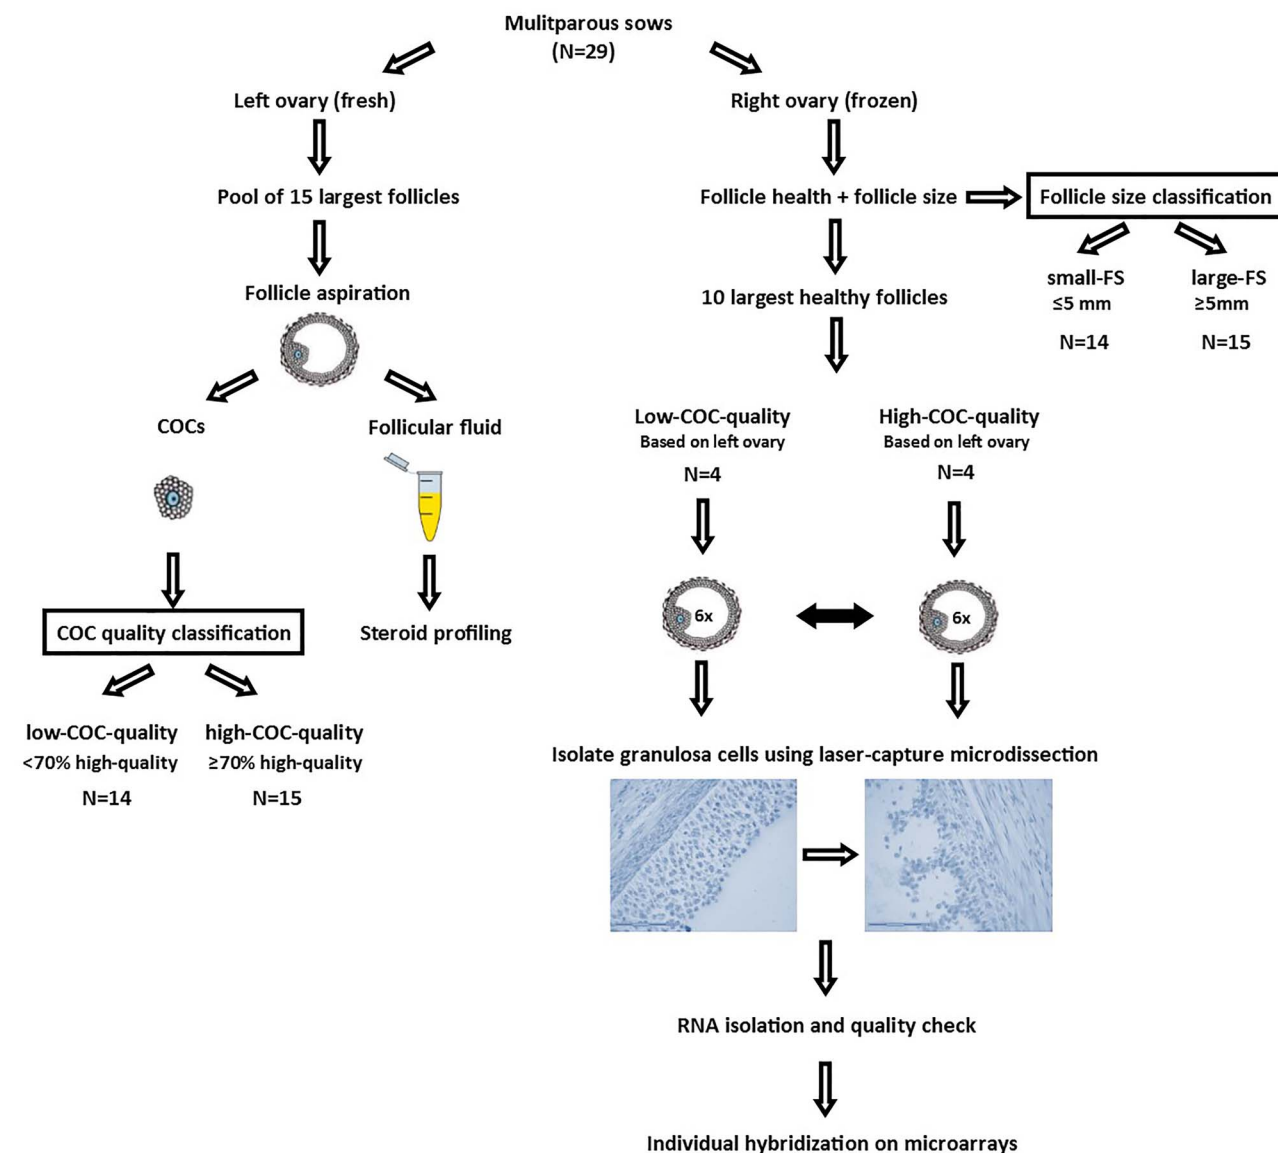 Mulitparous sows
(N=29)
Left ovary (fresh)
Right ovary (frozen)
Pool of 15 largest follicles
Follicle health + follicle size
Follicle size classification
small-FS
≤5 mm
N=14
large-FS
≥5mm
N=15
Follicle aspiration
10 largest healthy follicles
COCs
Follicular fluid
Low-COC-quality
Based on left ovary
N=4
High-COC-quality
Based on left ovary
N=4
6x
6x
COC quality classification
Steroid profiling
low-COC-quality
<70% high-quality
N=14
high-COC-quality
≥70% high-quality
N=15
Isolate granulosa cells using laser-capture microdissection
RNA isolation and quality check
Individual hybridization on microarrays